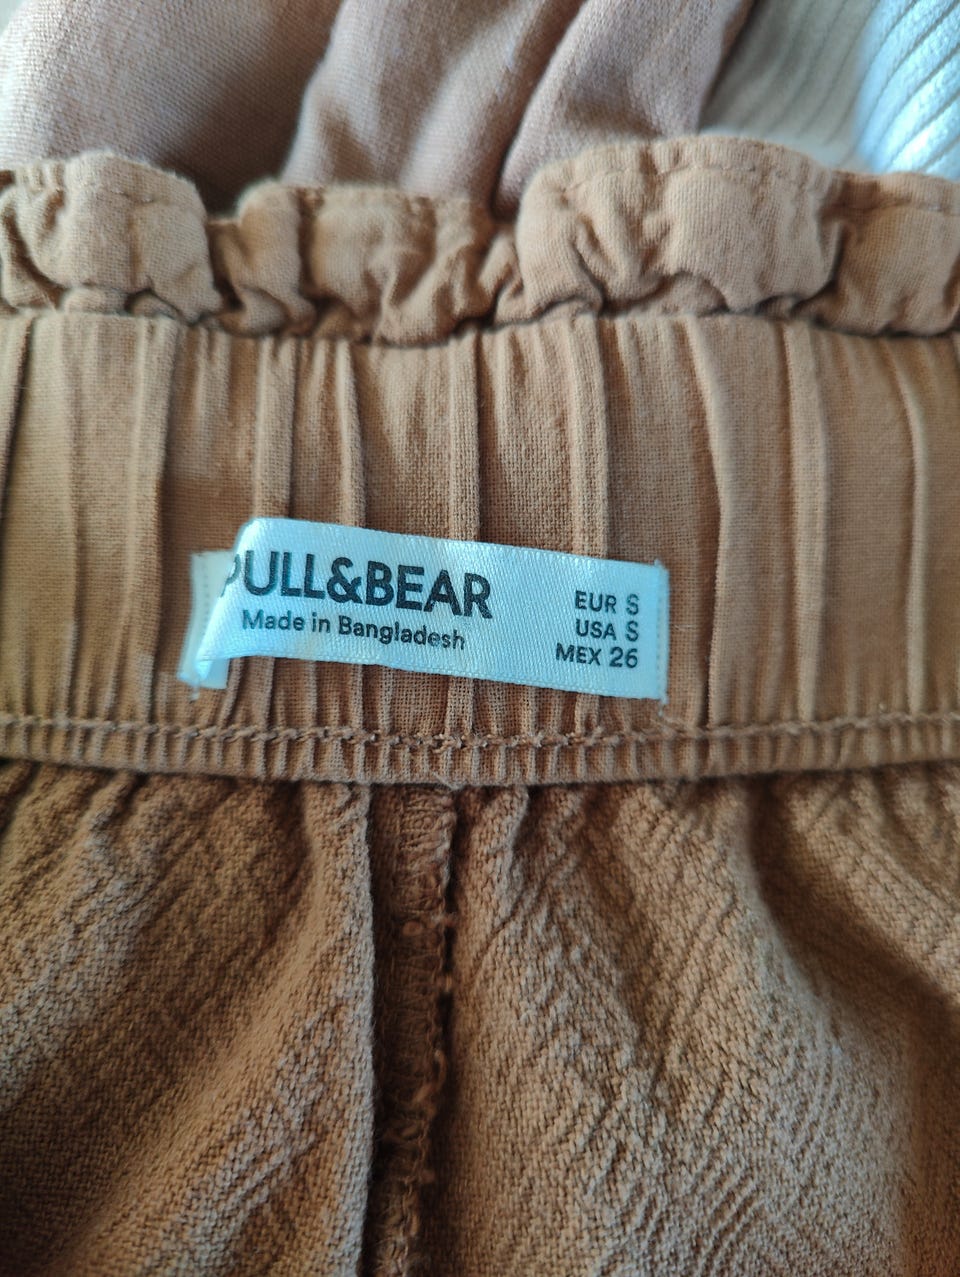 PULL&BEAR
Made in Bangladesh
EUR S
USA S
MEX 26